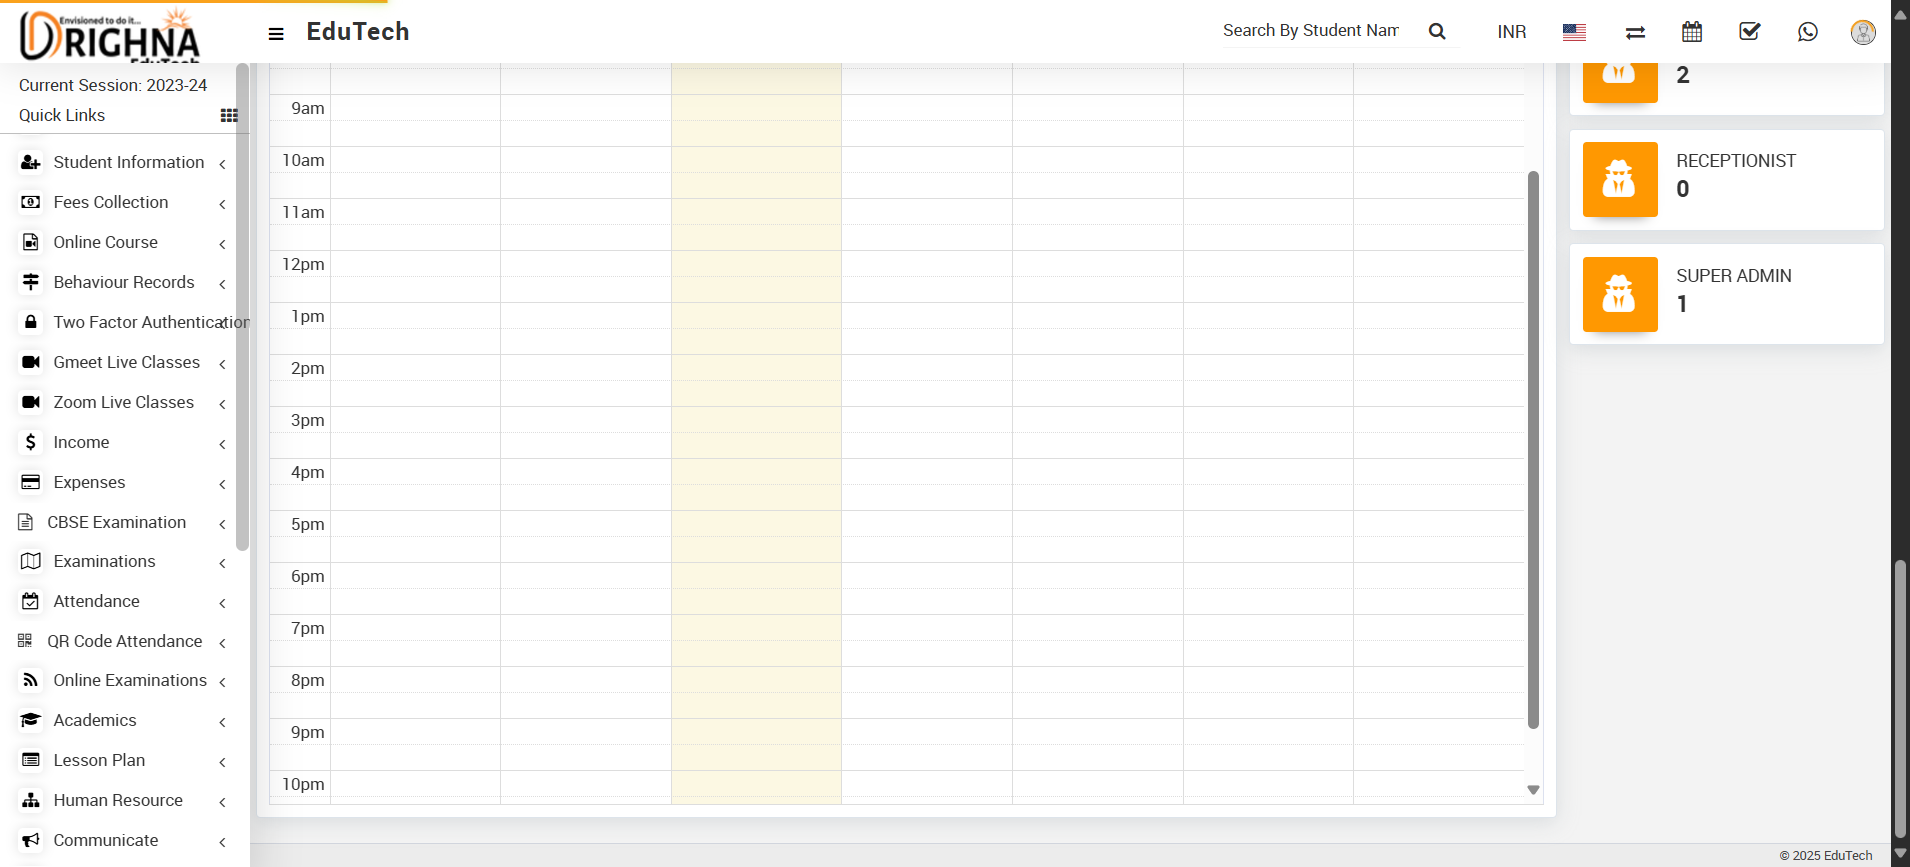 Envisioned to do it...
DRIGHNA
EduTech
EduTech
Search By Student Nam
INR
Current Session: 2023-24
Quick Links
Student Information
Fees Collection
Online Course
Behaviour Records
Two Factor Authentication
Gmeet Live Classes
Zoom Live Classes
Income
Expenses
CBSE Examination
Examinations
Attendance
QR Code Attendance
Online Examinations
Academics
Lesson Plan
Human Resource
Communicate
9am
10am
11am
12pm
1pm
2pm
3pm
4pm
5pm
6pm
7pm
8pm
9pm
10pm
2
RECEPTIONIST
0
SUPER ADMIN
1
© 2025 EduTech